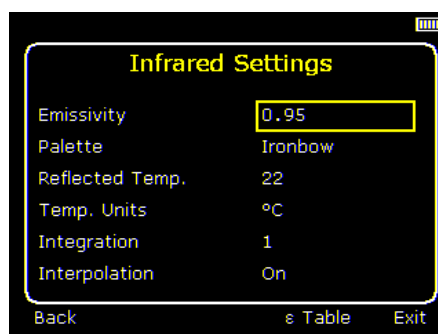 Infrared Settings
Emissivity 0.95
Palette Ironbow
Reflected Temp. 22
Temp. Units ºC
Integration 1
Interpolation On
Back ε Table Exit